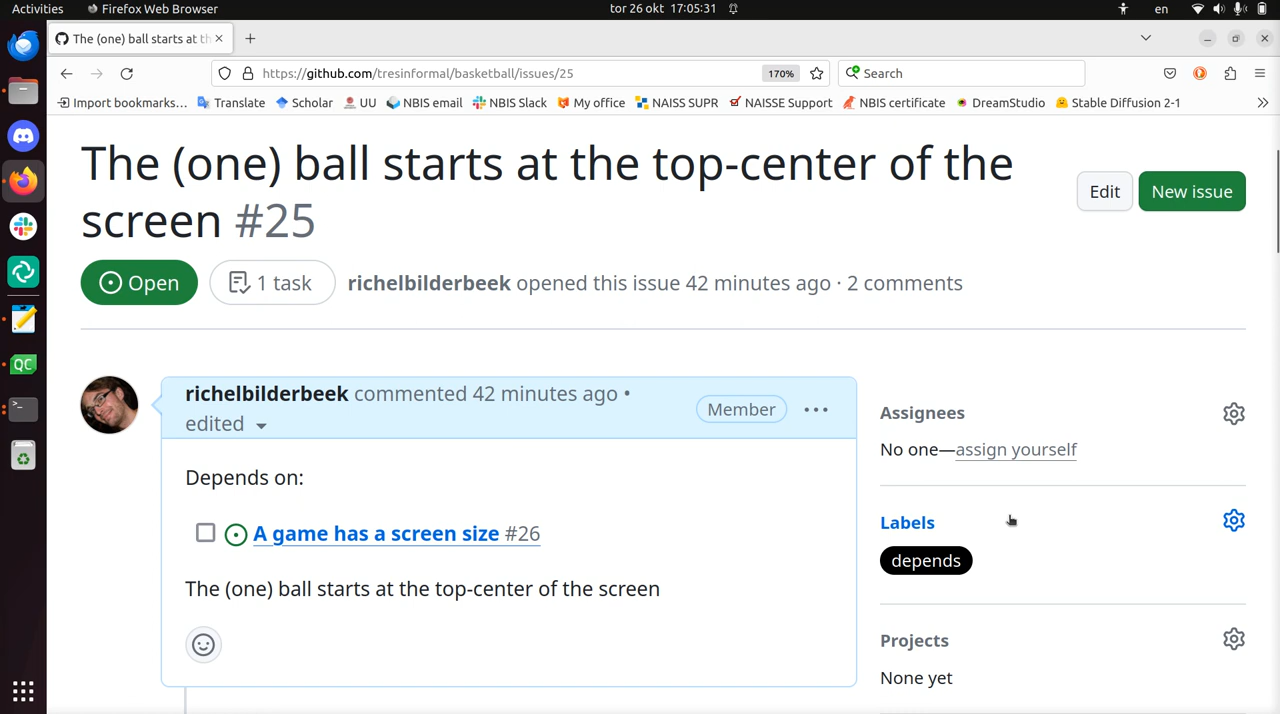 Activities
Firefox Web Browser
tor 26 okt 17:05:31
en
The (one) ball starts at th
https://github.com/tresinformal/basketball/issues/25
170%
Search
Import bookmarks...
Translate
Scholar
UU
NBIS email
NBIS Slack
My office
NAISS SUPR
NAISSE Support
NBIS certificate
DreamStudio
Stable Diffusion 2-1
The (one) ball starts at the top-center of the
screen #25
Edit
New issue
Open
1 task
richelbilderbeek opened this issue 42 minutes ago · 2 comments
richelbilderbeek commented 42 minutes ago •
edited
Member
Depends on:
A game has a screen size #26
The (one) ball starts at the top-center of the screen
Assignees
No one—assign yourself
Labels
depends
Projects
None yet
QC